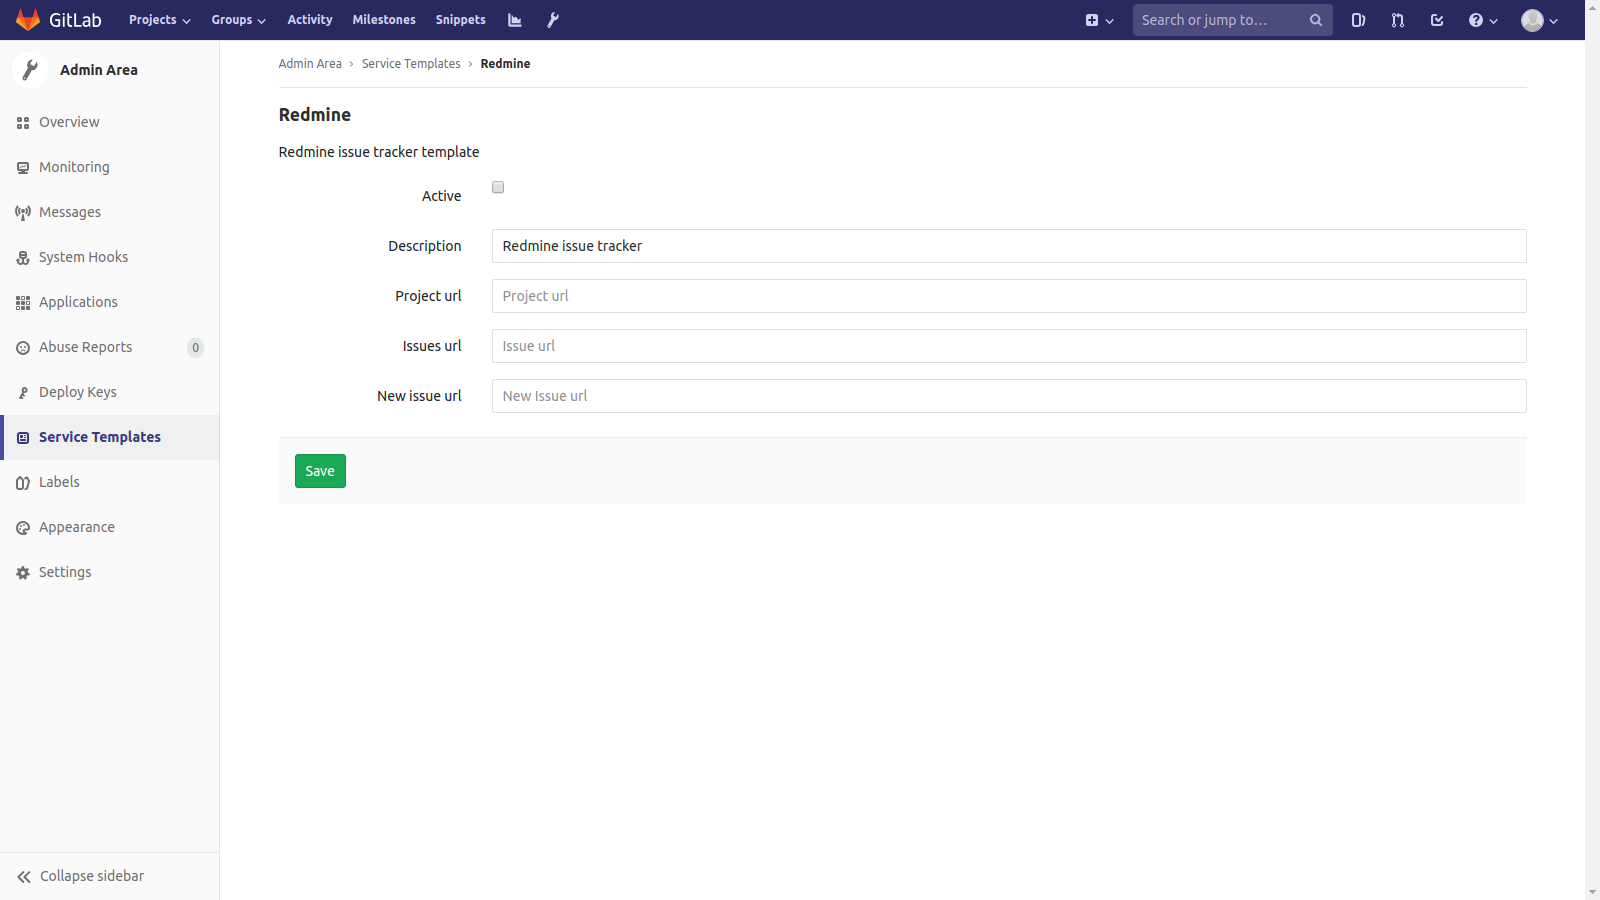 GitLab Projects Groups Activity Milestones Snippets Search or jump to…
Admin Area
Overview
Monitoring
Messages
System Hooks
Applications
Abuse Reports 0
Deploy Keys
Service Templates
Labels
Appearance
Settings
Collapse sidebar
Admin Area › Service Templates › Redmine
Redmine
Redmine issue tracker template
Active
Description Redmine issue tracker
Project url Project url
Issues url Issue url
New issue url New Issue url
Save